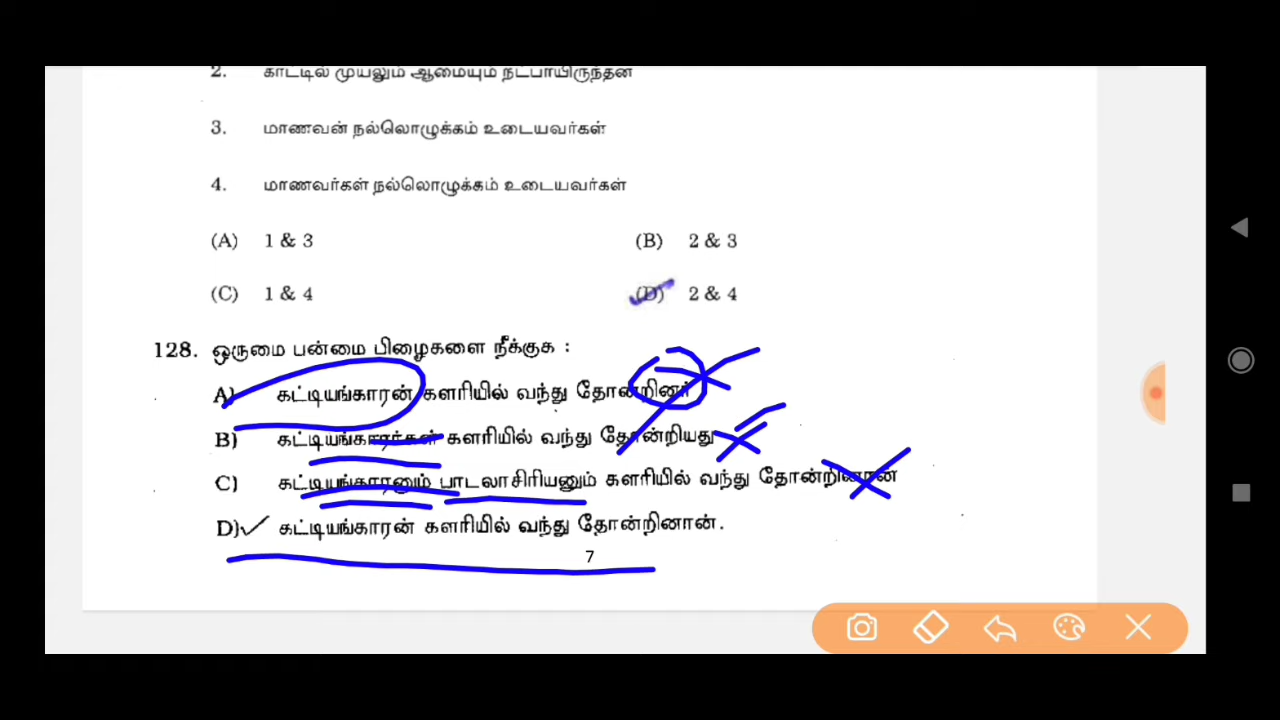 2. காட்டில் முயலும் ஆமையும் நட்பாயிருந்தன
3. மாணவன் நல்லொழுக்கம் உடையவர்கள்
4. மாணவர்கள் நல்லொழுக்கம் உடையவர்கள்
(A) 1 & 3 (B) 2 & 3
(C) 1 & 4 (D) 2 & 4
128. ஒருமை பன்மை பிழைகளை நீக்குக :
A) கட்டியங்காரன் களரியில் வந்து தோன்றினர்
B) கட்டியங்காரர்கள் களரியில் வந்து தோன்றியது
C) கட்டியங்காரனும் பாடலாசிரியனும் களரியில் வந்து தோன்றினான்
D) கட்டியங்காரன் களரியில் வந்து தோன்றினான்.
7